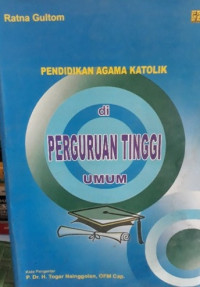 Ratna Gultom
PENDIDIKAN AGAMA KATOLIK
di
PERGURUAN TINGGI
UMUM
Kata Pengantar
P. Dr. H. Togar Nainggolan, OFM Cap.